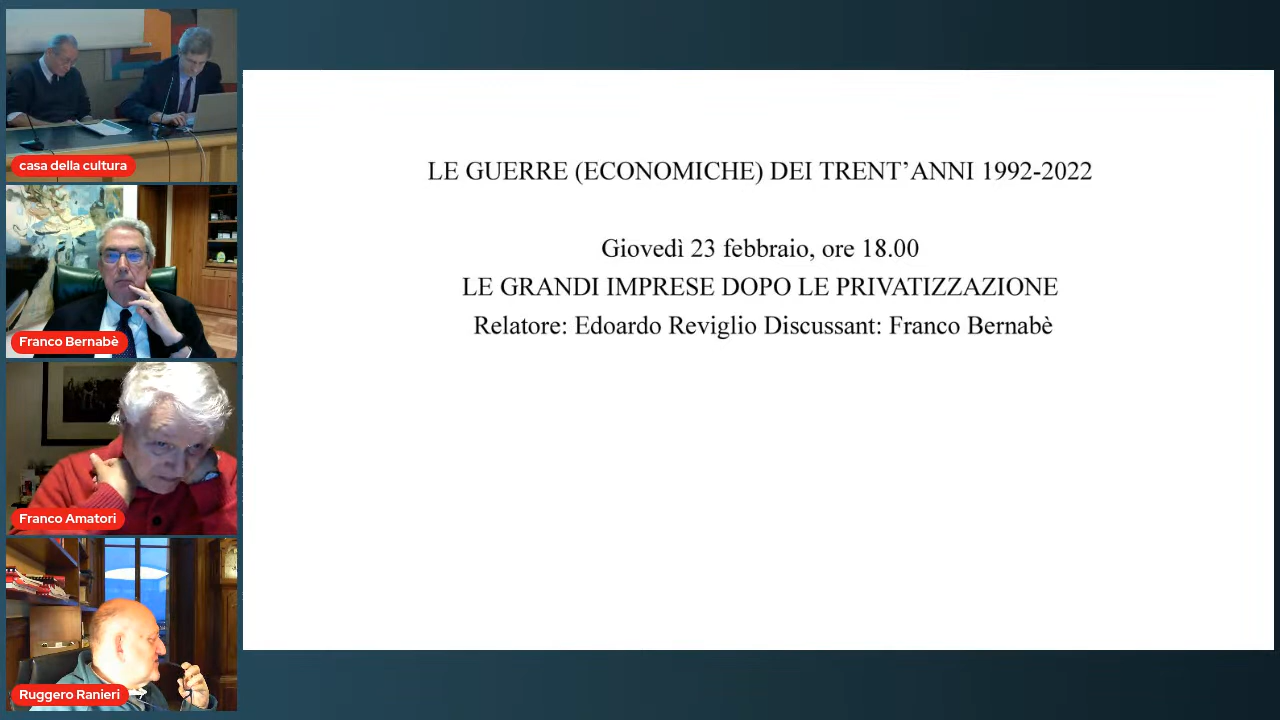 casa della cultura
Franco Bernabè
Franco Amatori
Ruggero Ranieri
LE GUERRE (ECONOMICHE) DEI TRENT’ANNI 1992-2022
Giovedì 23 febbraio, ore 18.00
LE GRANDI IMPRESE DOPO LE PRIVATIZZAZIONE
Relatore: Edoardo Reviglio Discussant: Franco Bernabè